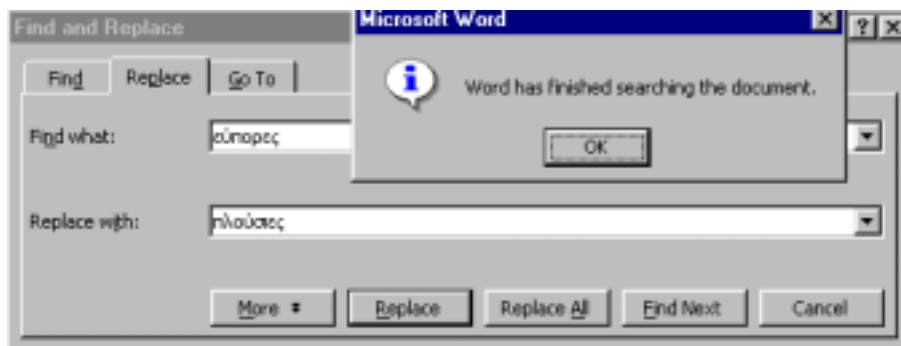 Find and Replace
Microsoft Word
Find Replace Go To
Word has finished searching the document.
Find what: εύπορες
OK
Replace with: πλούσιες
More Replace Replace All Find Next Cancel